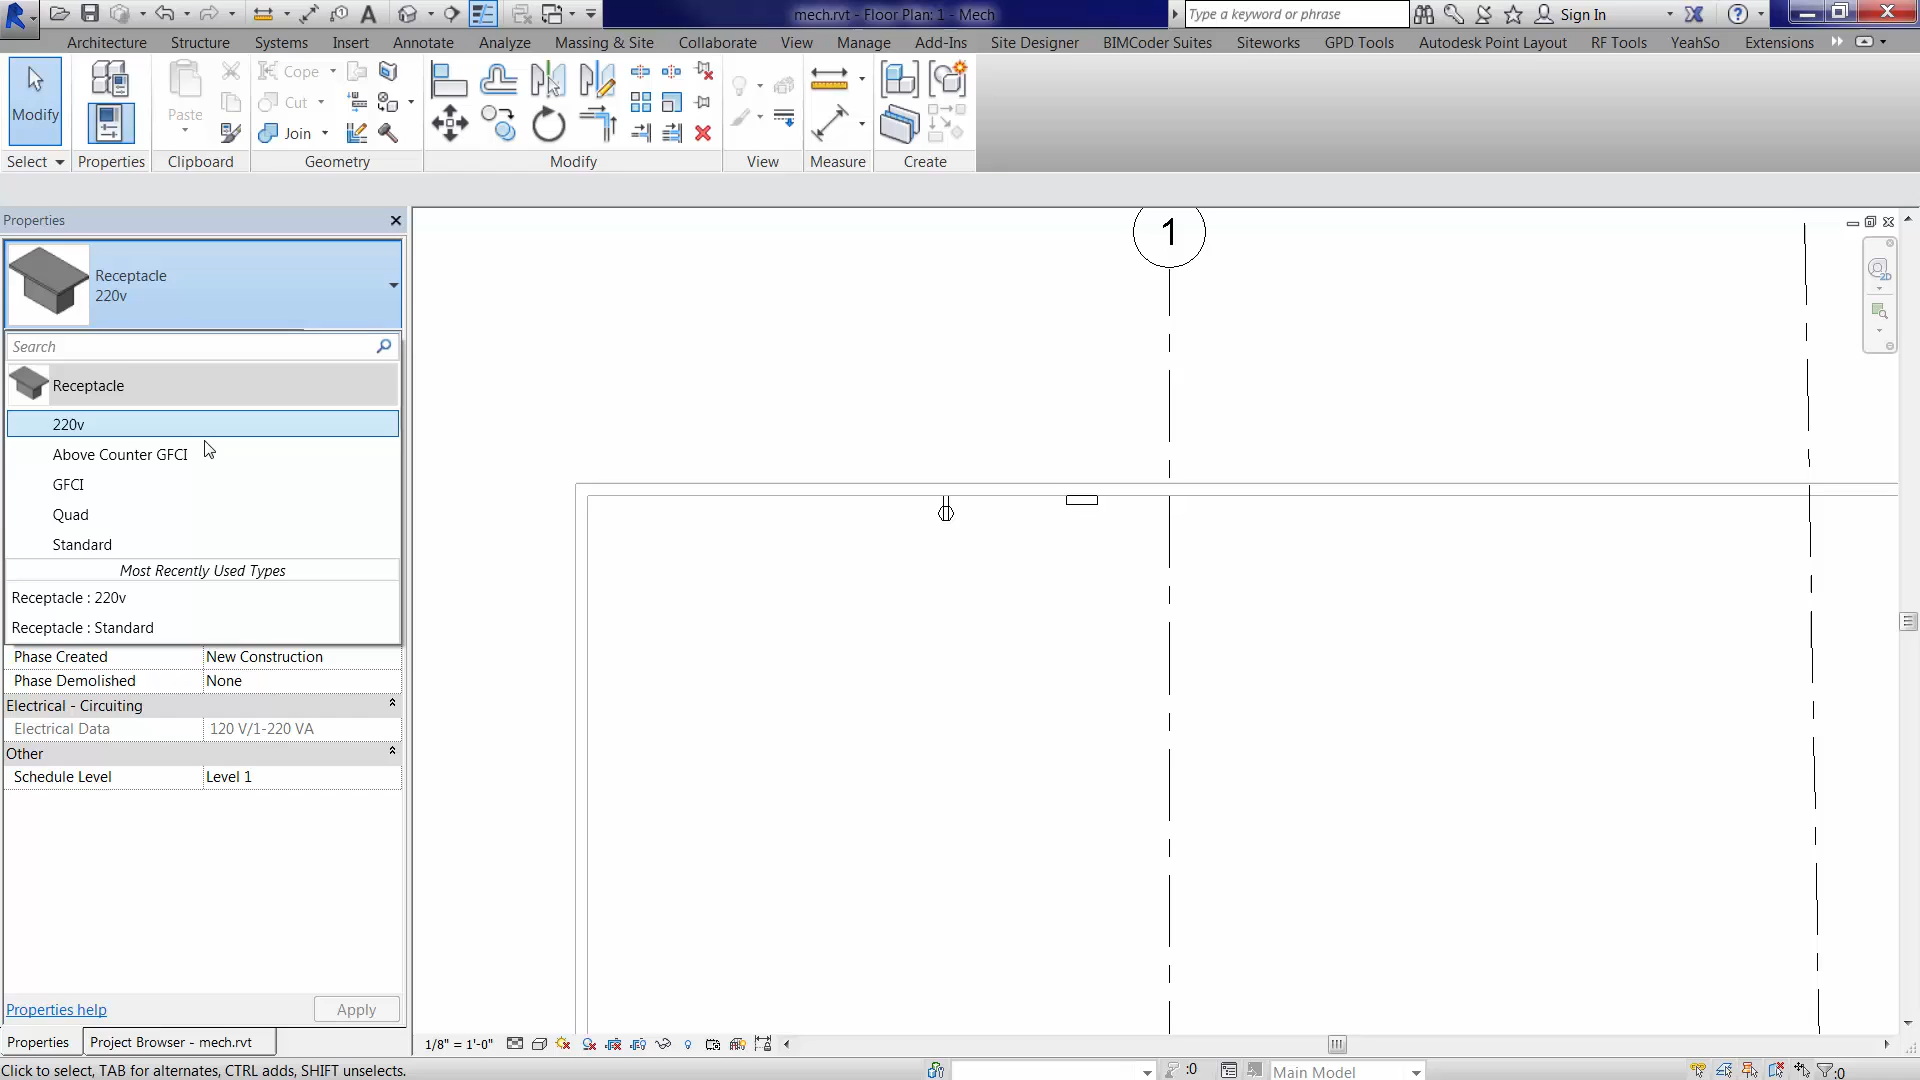 mech.rvt - Floor Plan: 1 - Mech
Type a keyword or phrase
Sign In
Architecture Structure Systems Insert Annotate Analyze Massing & Site Collaborate View Manage Add-Ins Site Designer BIMCoder Suites Siteworks GPD Tools Autodesk Point Layout RF Tools YeahSo Extensions
Modify
Paste
Cope
Cut
Join
Select Properties Clipboard Geometry Modify View Measure Create
Properties
Receptacle
220v
Search
Receptacle
220v
Above Counter GFCI
GFCI
Quad
Standard
Most Recently Used Types
Receptacle : 220v
Receptacle : Standard
Phase Created New Construction
Phase Demolished None
Electrical - Circuiting
Electrical Data 120 V/1-220 VA
Other
Schedule Level Level 1
Properties help Apply
Properties Project Browser - mech.rvt
1
2D
1/8" = 1'-0"
Click to select, TAB for alternates, CTRL adds, SHIFT unselects.
:0
Main Model
:0